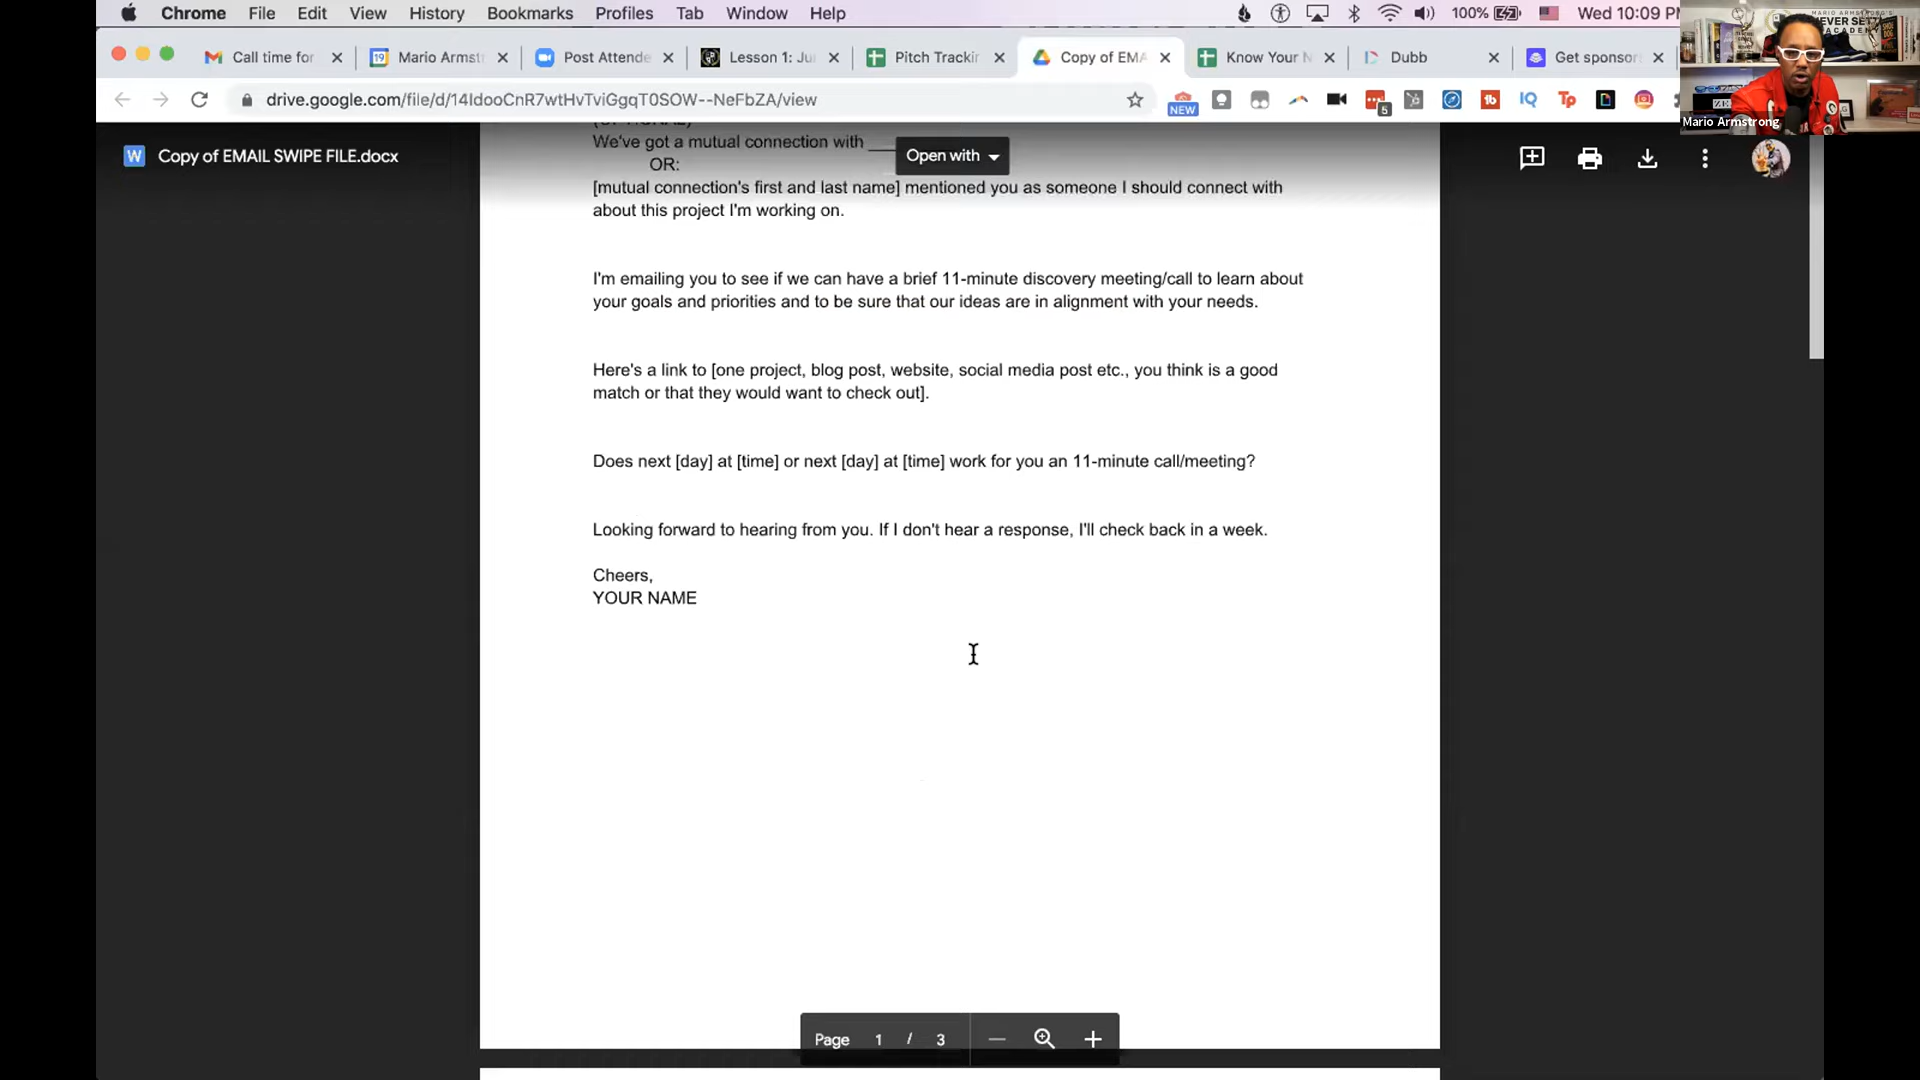 Chrome File Edit View History Bookmarks Profiles Tab Window Help 100% Wed 10:09
Call time for Mario Armst Post Attende Lesson 1: Ju Pitch Trackin Copy of EMA Know Your N Dubb Get sponsor
drive.google.com/file/d/14IdooCnR7wtHvTviGgqT0SOW--NeFbZA/view
NEW
5
Mario Armstrong
Copy of EMAIL SWIPE FILE.docx
Open with
We've got a mutual connection with
OR:
[mutual connection's first and last name] mentioned you as someone I should connect with
about this project I'm working on.
I'm emailing you to see if we can have a brief 11-minute discovery meeting/call to learn about
your goals and priorities and to be sure that our ideas are in alignment with your needs.
Here's a link to [one project, blog post, website, social media post etc., you think is a good
match or that they would want to check out].
Does next [day] at [time] or next [day] at [time] work for you an 11-minute call/meeting?
Looking forward to hearing from you. If I don't hear a response, I'll check back in a week.
Cheers,
YOUR NAME
Page 1 / 3